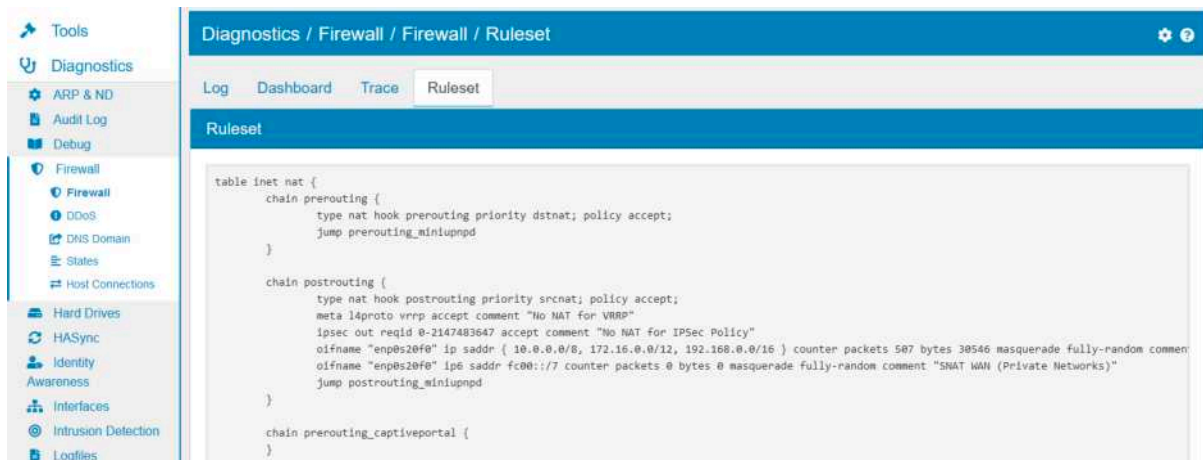 Tools
Diagnostics
ARP & ND
Audit Log
Debug
Firewall
Firewall
DDoS
DNS Domain
States
Host Connections
Hard Drives
HASync
Identity
Awareness
Interfaces
Intrusion Detection
Logfiles
Diagnostics / Firewall / Firewall / Ruleset
Log Dashboard Trace Ruleset
Ruleset
table inet nat {
chain prerouting {
type nat hook prerouting priority dstnat; policy accept;
jump prerouting_miniupnpd
}
chain postrouting {
type nat hook postrouting priority srcnat; policy accept;
meta l4proto vrrp accept comment "No NAT for VRRP"
ipsec out reqid 0-2147483647 accept comment "No NAT for IPSec Policy"
oifname "enp0s20f0" ip saddr { 10.0.0.0/8, 172.16.0.0/12, 192.168.0.0/16 } counter packets 507 bytes 30546 masquerade fully-random commen
oifname "enp0s20f0" ip6 saddr fc00::/7 counter packets 0 bytes 0 masquerade fully-random comment "SNAT WAN (Private Networks)"
jump postrouting_miniupnpd
}
chain prerouting_captiveportal {
}